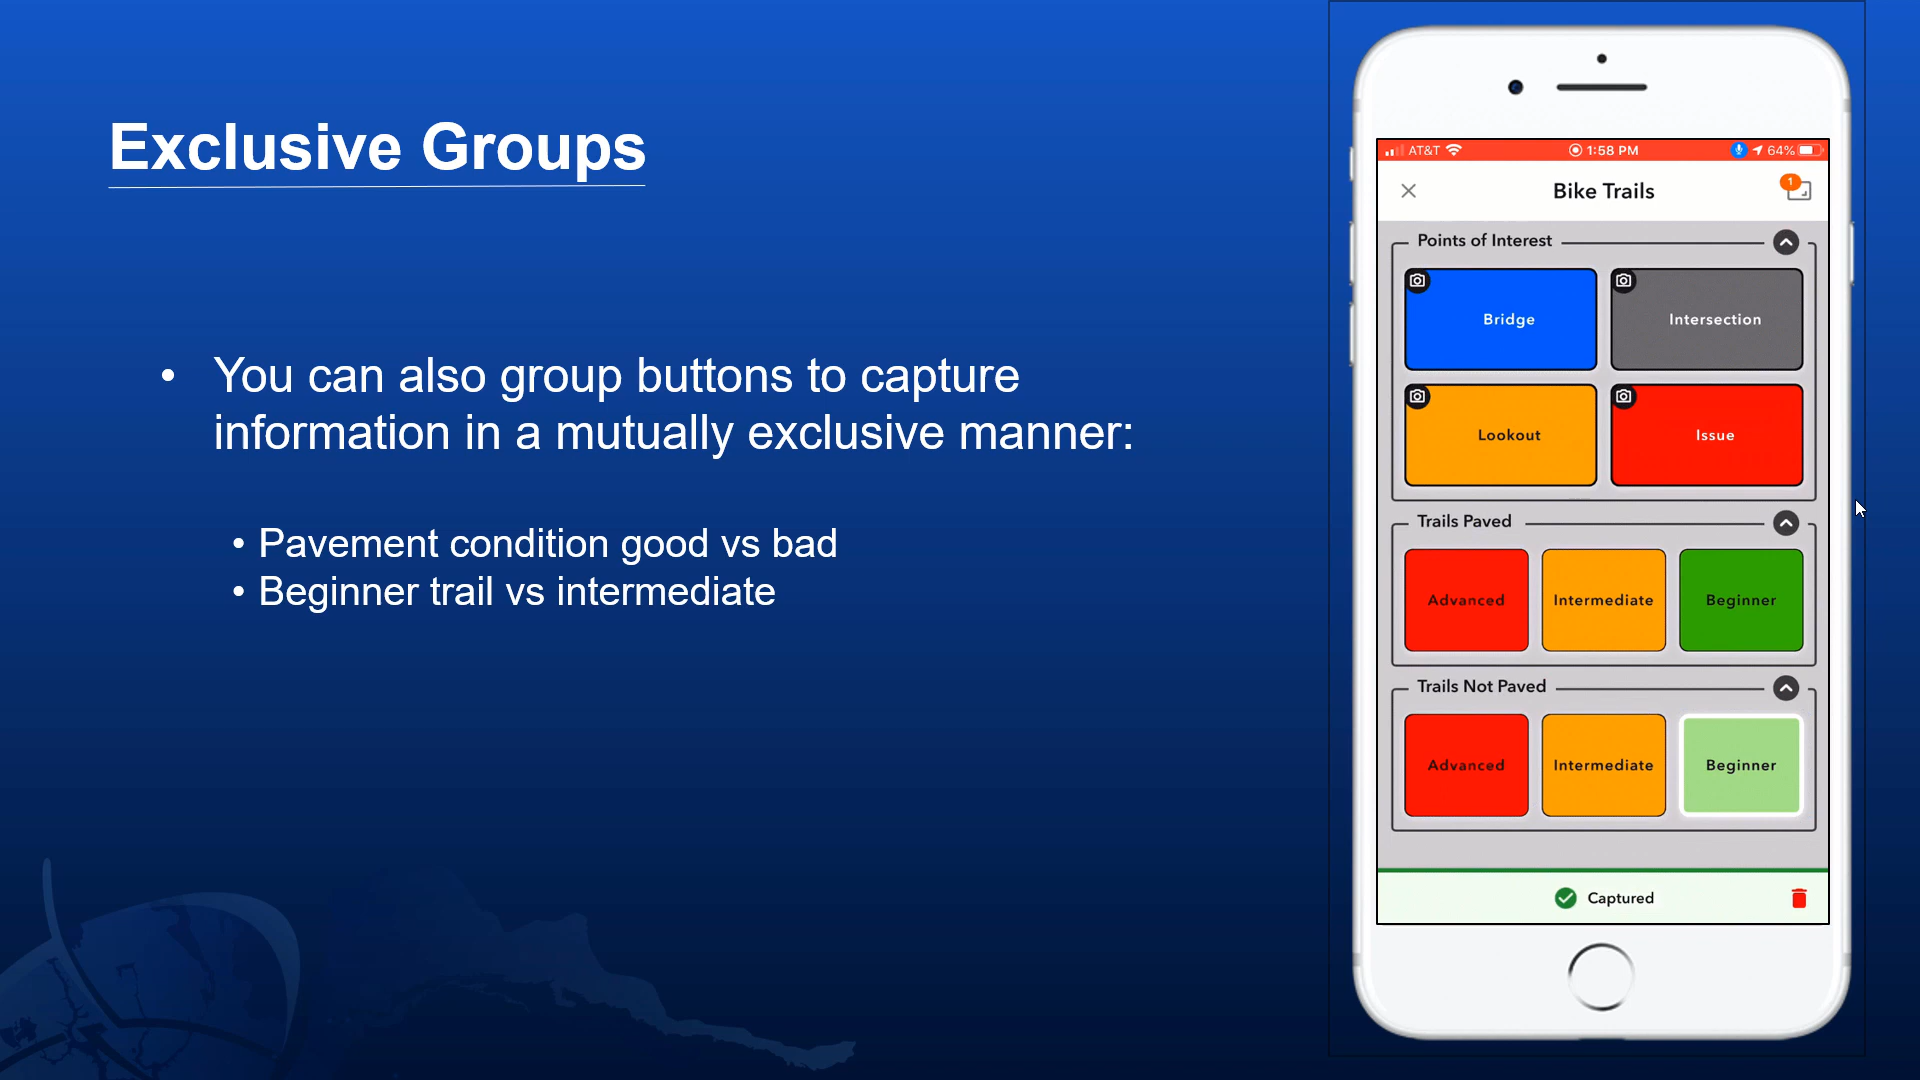 Exclusive Groups
• You can also group buttons to capture
information in a mutually exclusive manner:
• Pavement condition good vs bad
• Beginner trail vs intermediate
AT&T 1:58 PM 64%
Bike Trails 1
Points of Interest
Bridge Intersection
Lookout Issue
Trails Paved
Advanced Intermediate Beginner
Trails Not Paved
Advanced Intermediate Beginner
Captured